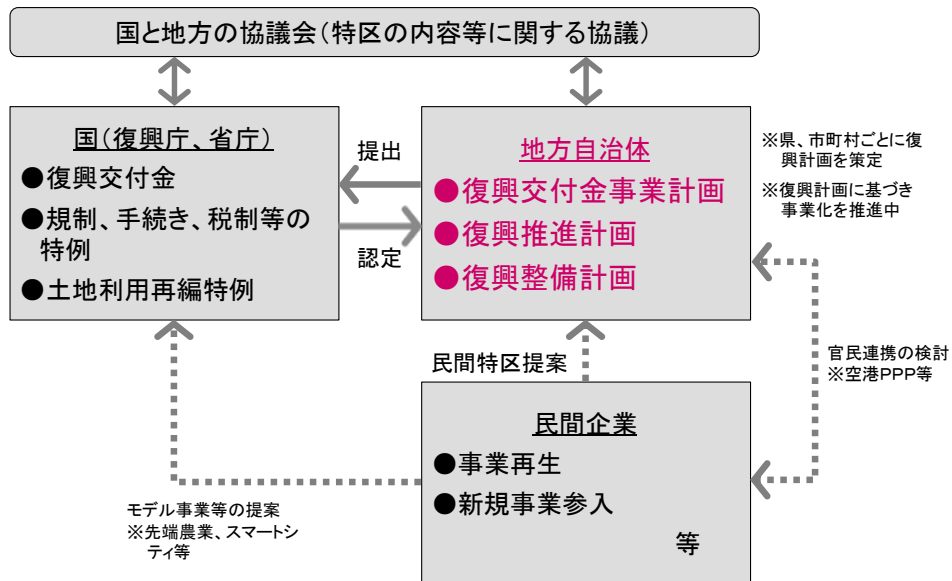 国と地方の協議会（特区の内容等に関する協議）
国（復興庁、省庁）
●復興交付金
●規制、手続き、税制等の
特例
●土地利用再編特例
提出
認定
地方自治体
●復興交付金事業計画
●復興推進計画
●復興整備計画
※県、市町村ごとに復
興計画を策定
※復興計画に基づき
事業化を推進中
民間特区提案
官民連携の検討
※空港PPP等
民間企業
●事業再生
●新規事業参入
等
モデル事業等の提案
※先端農業、スマートシ
ティ等